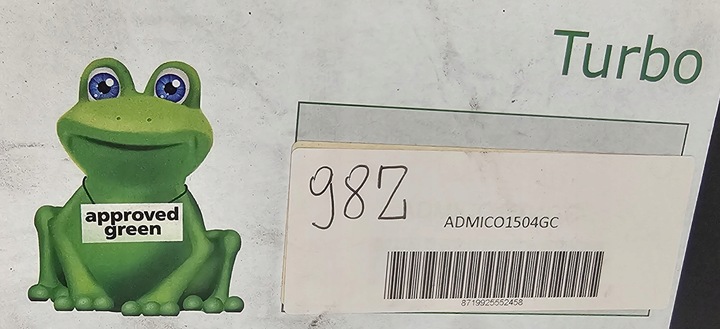 Turbo
approved
green
98Z
ADMICO1504GC
8719925552458